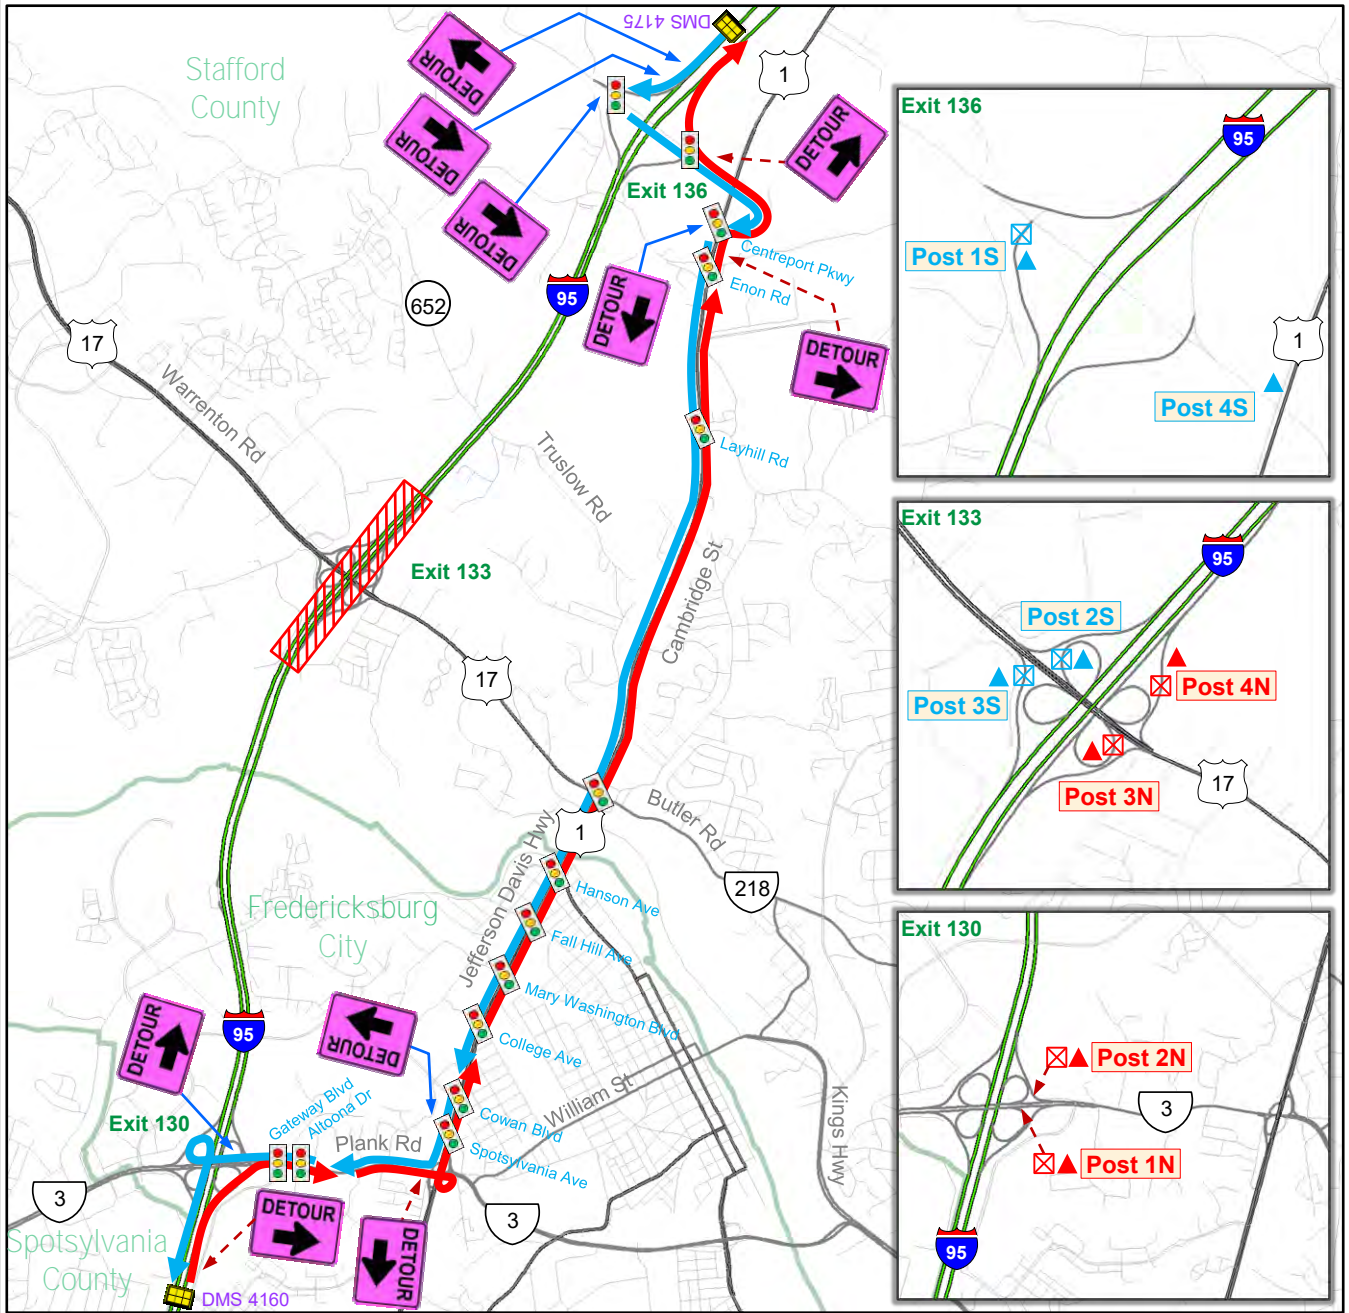 DMS 4175
Stafford
County
DETOUR
DETOUR
DETOUR
DETOUR
1
Exit 136
Centreport Pkwy
Enon Rd
DETOUR
DETOUR
95
652
17
Warrenton Rd
Truslow Rd
Layhill Rd
Exit 133
Cambridge St
17
Butler Rd
Jefferson Davis Hwy
1
218
Hanson Ave
Fredericksburg
City
Fall Hill Ave
Mary Washington Blvd
College Ave
DETOUR
DETOUR
95
Exit 130
Gateway Blvd
Altoona Dr
Plank Rd
William St
Cowan Blvd
Spotsylvania Ave
Kings Hwy
3
DETOUR
DETOUR
3
Spotsylvania
County
DMS 4160
Exit 136
95
Post 1S
1
Post 4S
Exit 133
95
Post 2S
Post 3S
Post 4N
Post 3N
17
Exit 130
Post 2N
3
Post 1N
95